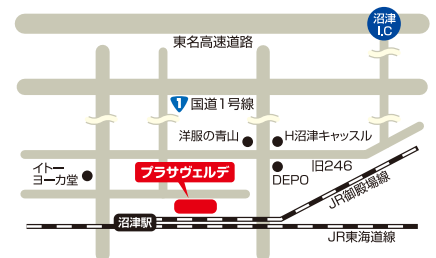 沼津
I.C
東名高速道路
1
国道1号線
洋服の青山
H沼津キャッスル
イトー
ヨーカ堂
プラサヴェルデ
DEPO
旧246
JR御殿場線
沼津駅
JR東海道線